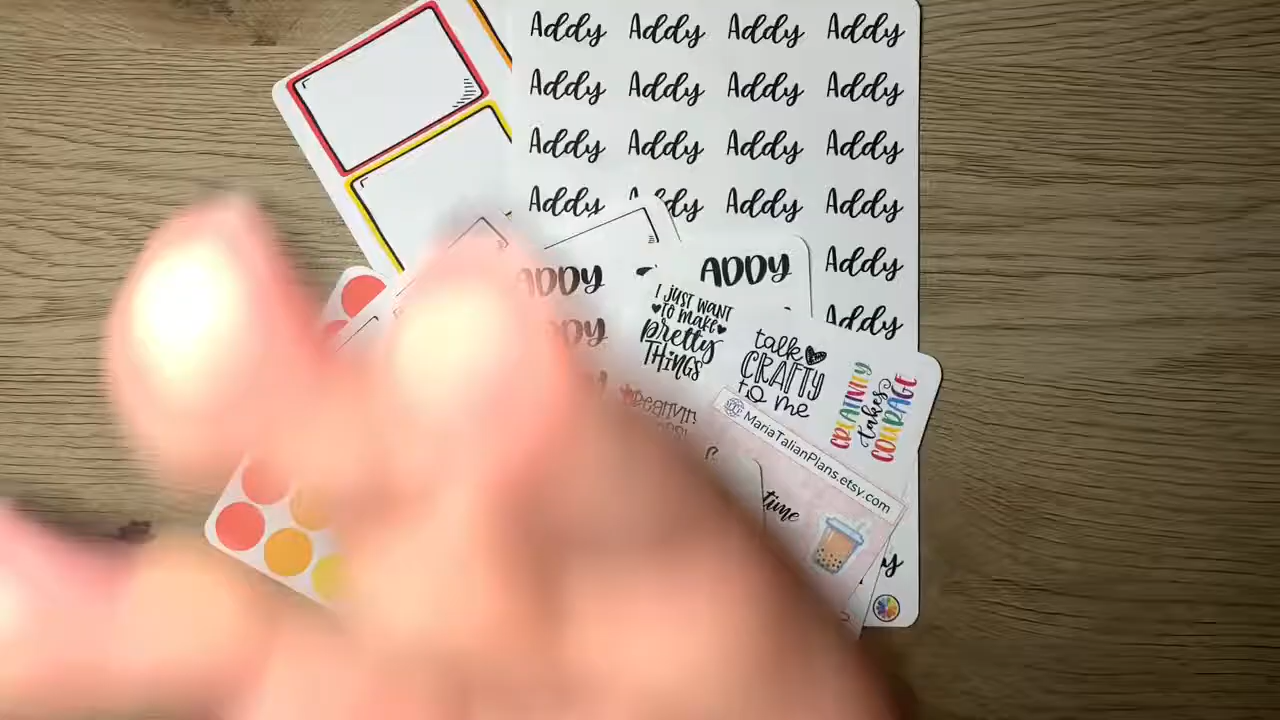 Addy Addy Addy Addy
Addy Addy Addy Addy
Addy Addy Addy Addy
Addy Addy Addy
Addy
Addy
ADDY
I JUST WANT
to make
pretty
THINGS
talk
CRAFTY
to me
CREATIVITY
takes
COURAGE
MariaTalianPlans.etsy.com
time